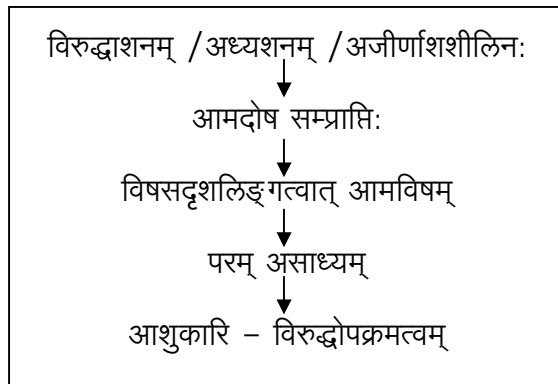 विरुद्धाशनम् /अध्यशनम् /अजीर्णाशशीलिन:
आमदोष सम्प्राप्ति:
विषसदृशलिङ्गत्वात् आमविषम्
परम् असाध्यम्
आशुकारि – विरुद्धोपक्रमत्वम्